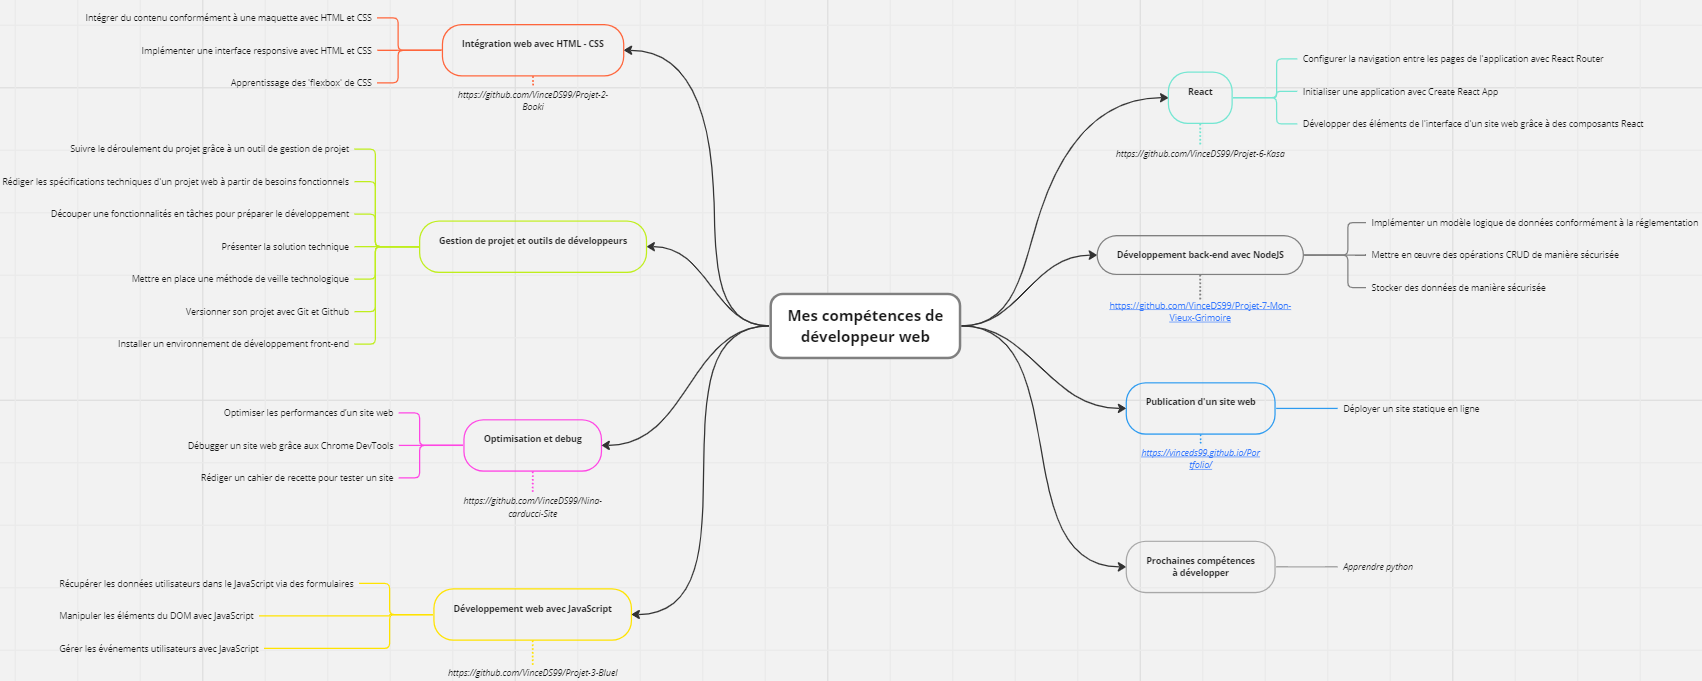 Mes compétences de
développeur web
Intégration web avec HTML - CSS
Intégrer du contenu conformément à une maquette avec HTML et CSS
Implémenter une interface responsive avec HTML et CSS
Apprentissage des 'flexbox' de CSS
https://github.com/VinceDS99/Projet-2-
Booki
Gestion de projet et outils de développeurs
Suivre le déroulement du projet grâce à un outil de gestion de projet
Rédiger les spécifications techniques d'un projet web à partir de besoins fonctionnels
Découper une fonctionnalités en tâches pour préparer le développement
Présenter la solution technique
Mettre en place une méthode de veille technologique
Versionner son projet avec Git et Github
Installer un environnement de développement front-end
Optimisation et debug
Optimiser les performances d'un site web
Débugger un site web grâce aux Chrome DevTools
Rédiger un cahier de recette pour tester un site
https://github.com/VinceDS99/Nina-
carducci-Site
Développement web avec JavaScript
Récupérer les données utilisateurs dans le JavaScript via des formulaires
Manipuler les éléments du DOM avec JavaScript
Gérer les événements utilisateurs avec JavaScript
https://github.com/VinceDS99/Projet-3-Bluel
React
Configurer la navigation entre les pages de l'application avec React Router
Initialiser une application avec Create React App
Développer des éléments de l'interface d'un site web grâce à des composants React
https://github.com/VinceDS99/Projet-6-Kasa
Développement back-end avec NodeJS
Implémenter un modèle logique de données conformément à la réglementation
Mettre en œuvre des opérations CRUD de manière sécurisée
Stocker des données de manière sécurisée
https://github.com/VinceDS99/Projet-7-Mon-
Vieux-Grimoire
Publication d'un site web
Déployer un site statique en ligne
https://vinceds99.github.io/Por
tfolio/
Prochaines compétences
à développer
Apprendre python